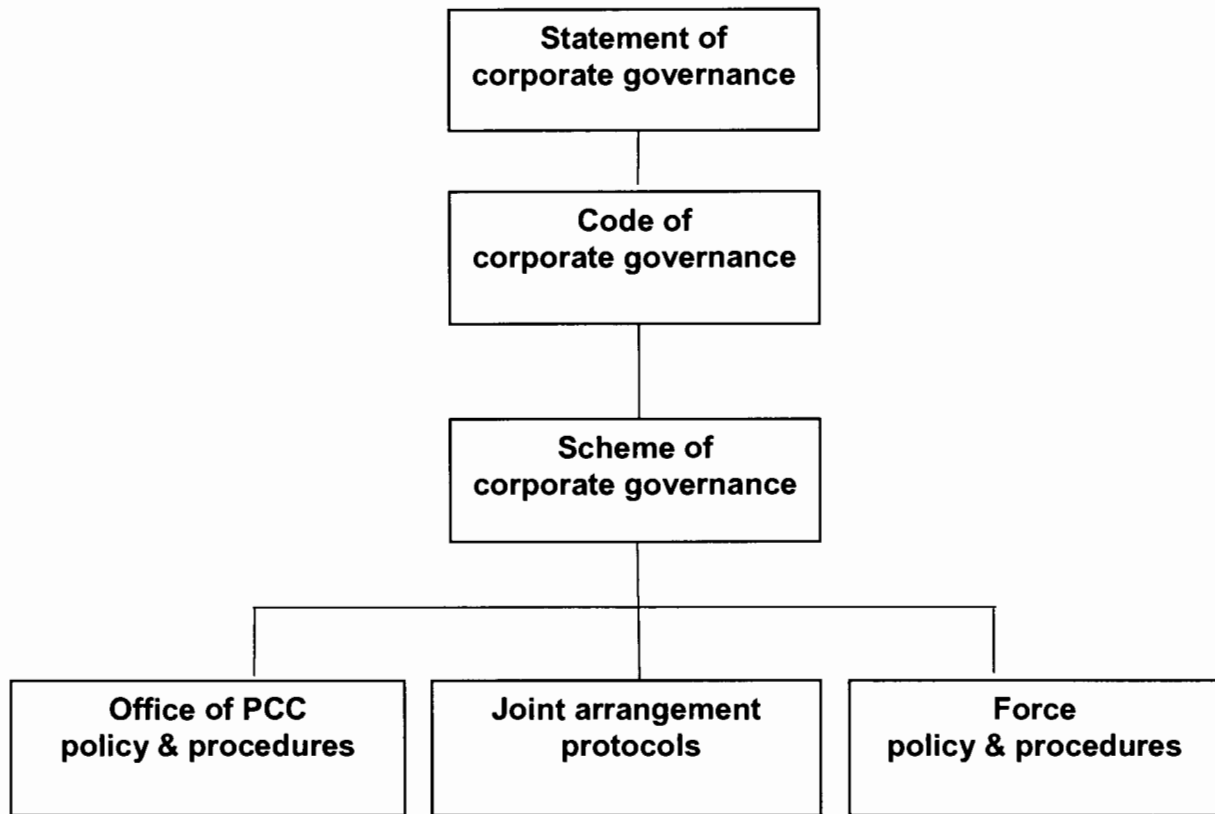 Statement of
corporate governance
Code of
corporate governance
Scheme of
corporate governance
Office of PCC
policy & procedures
Joint arrangement
protocols
Force
policy & procedures